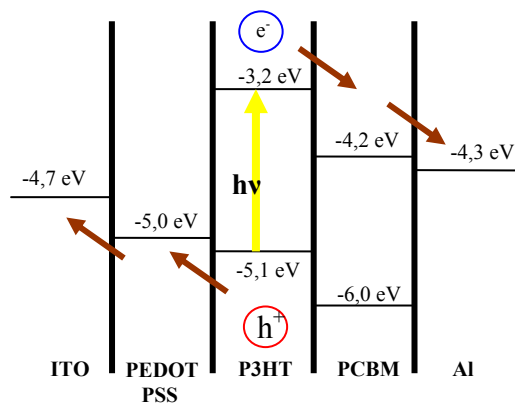 e⁻
-3,2 eV
-4,2 eV
-4,3 eV
-4,7 eV
hν
-5,0 eV
-5,1 eV
-6,0 eV
h⁺
ITO
PEDOT
PSS
P3HT
PCBM
Al